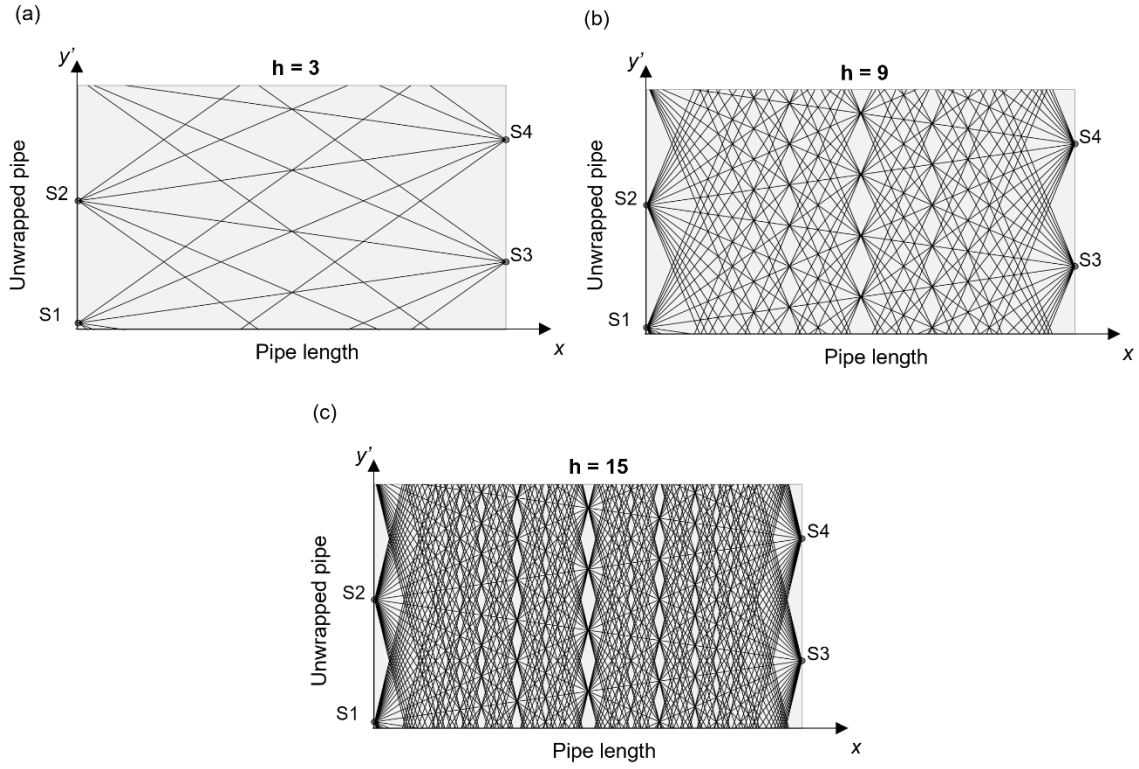 (a)
y’
h = 3
Unwrapped pipe
S4
S2
S3
S1
Pipe length
x
(b)
y’
h = 9
Unwrapped pipe
S4
S2
S3
S1
Pipe length
x
(c)
y’
h = 15
Unwrapped pipe
S4
S2
S3
S1
Pipe length
x